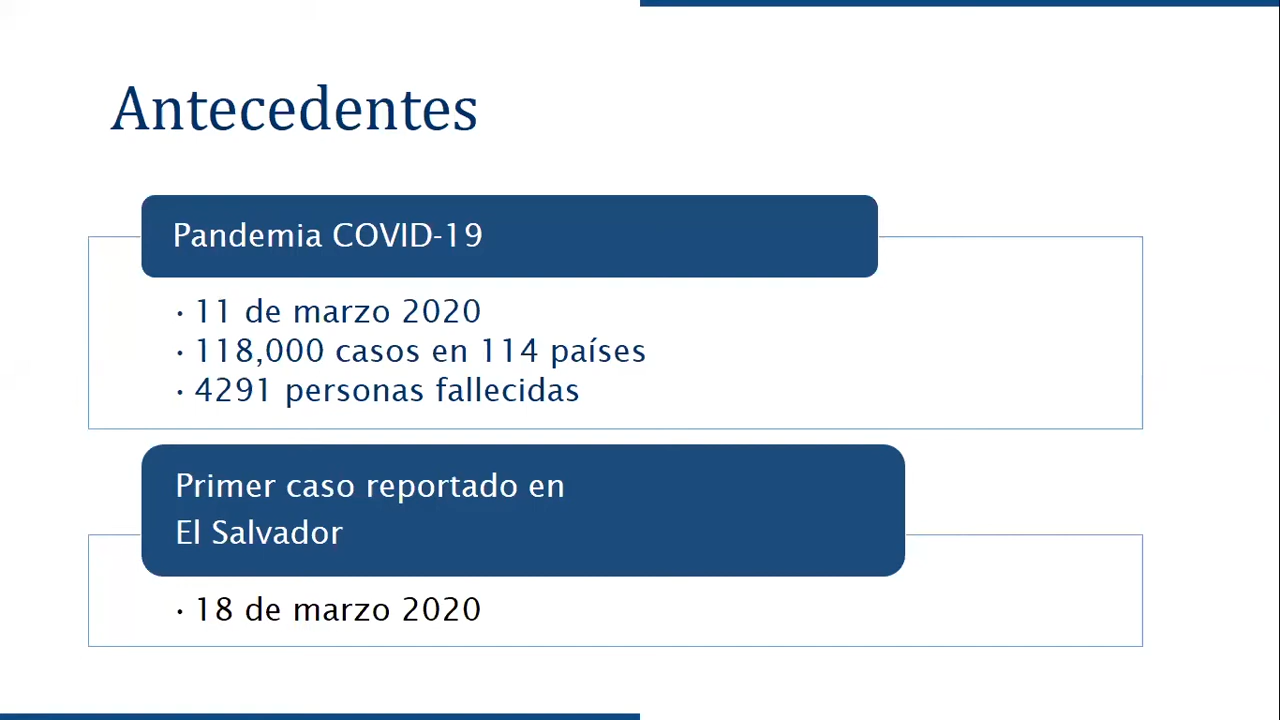 Antecedentes
Pandemia COVID-19
· 11 de marzo 2020
· 118,000 casos en 114 países
· 4291 personas fallecidas
Primer caso reportado en
El Salvador
· 18 de marzo 2020